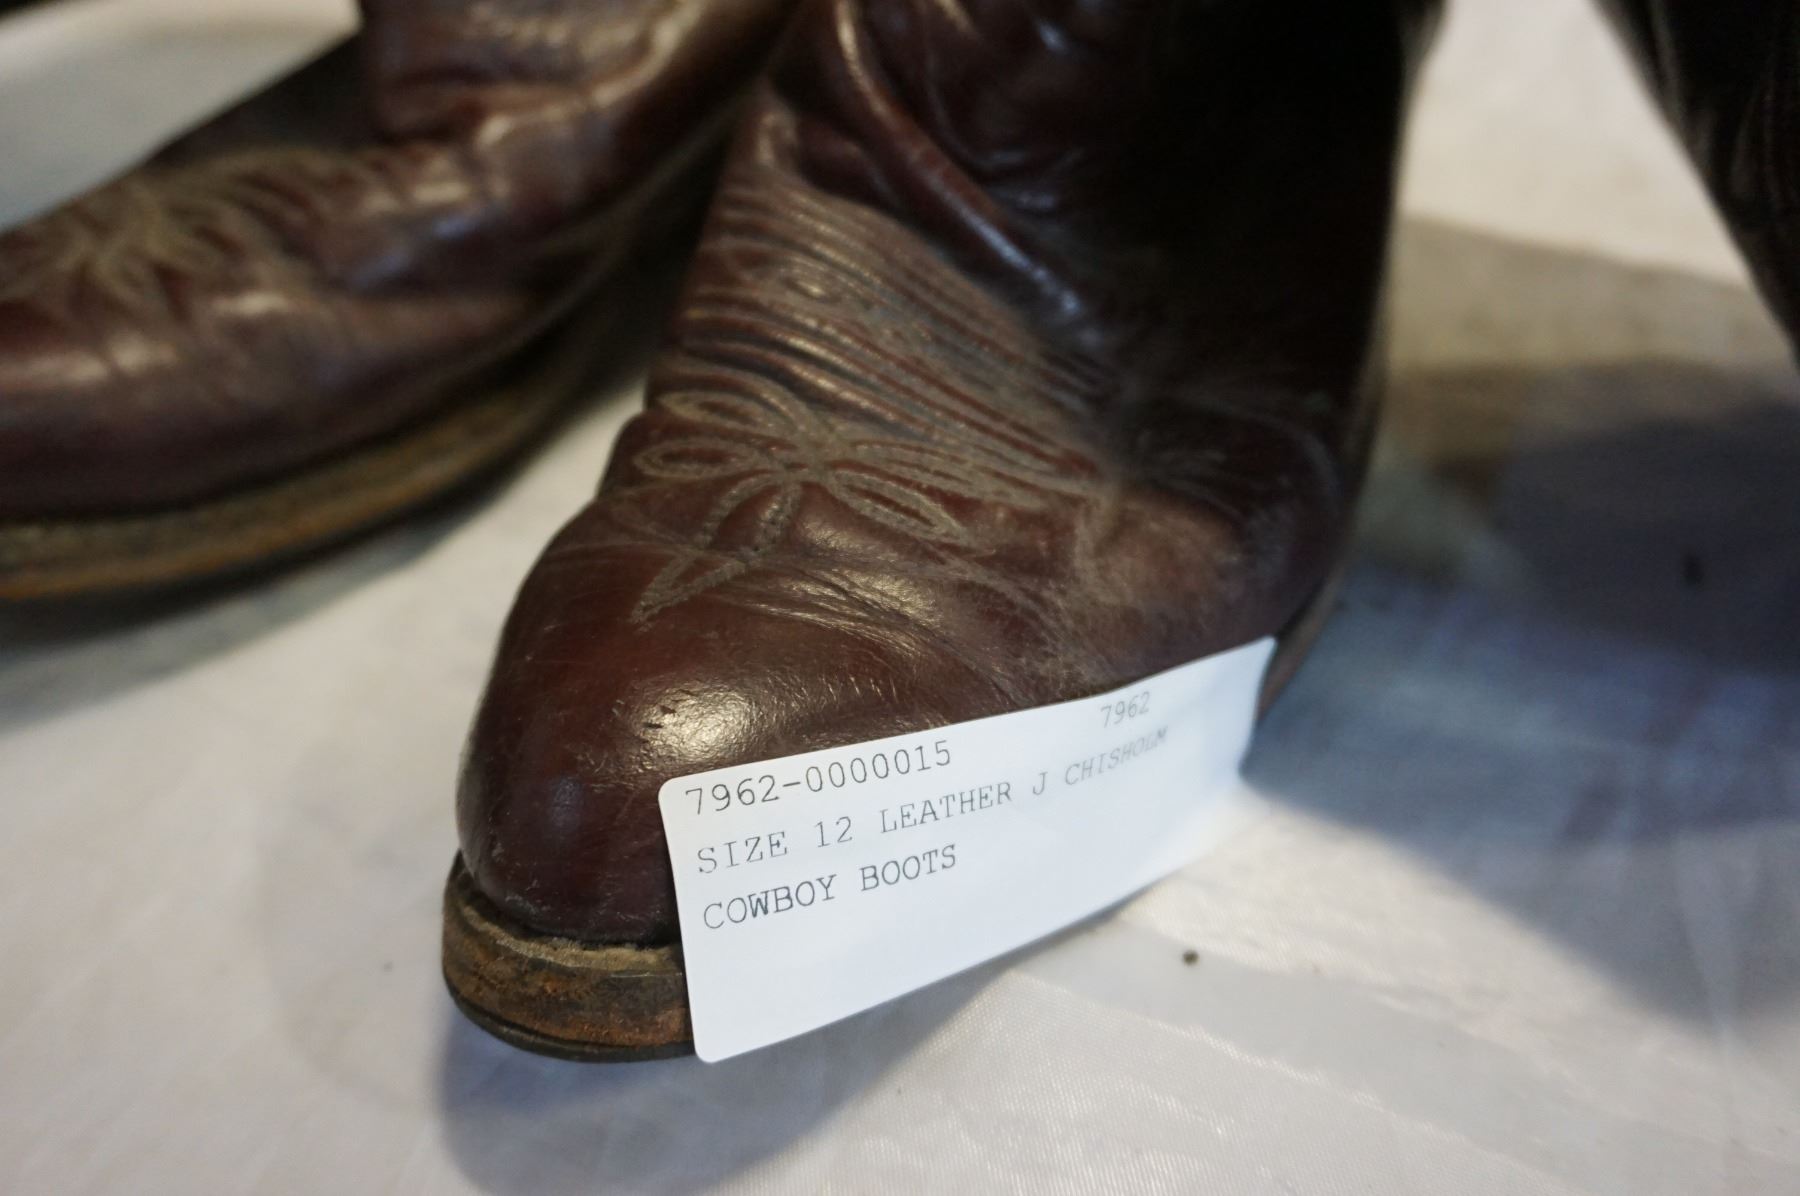 7962
7962-0000015
SIZE 12 LEATHER J CHISHOLM
COWBOY BOOTS